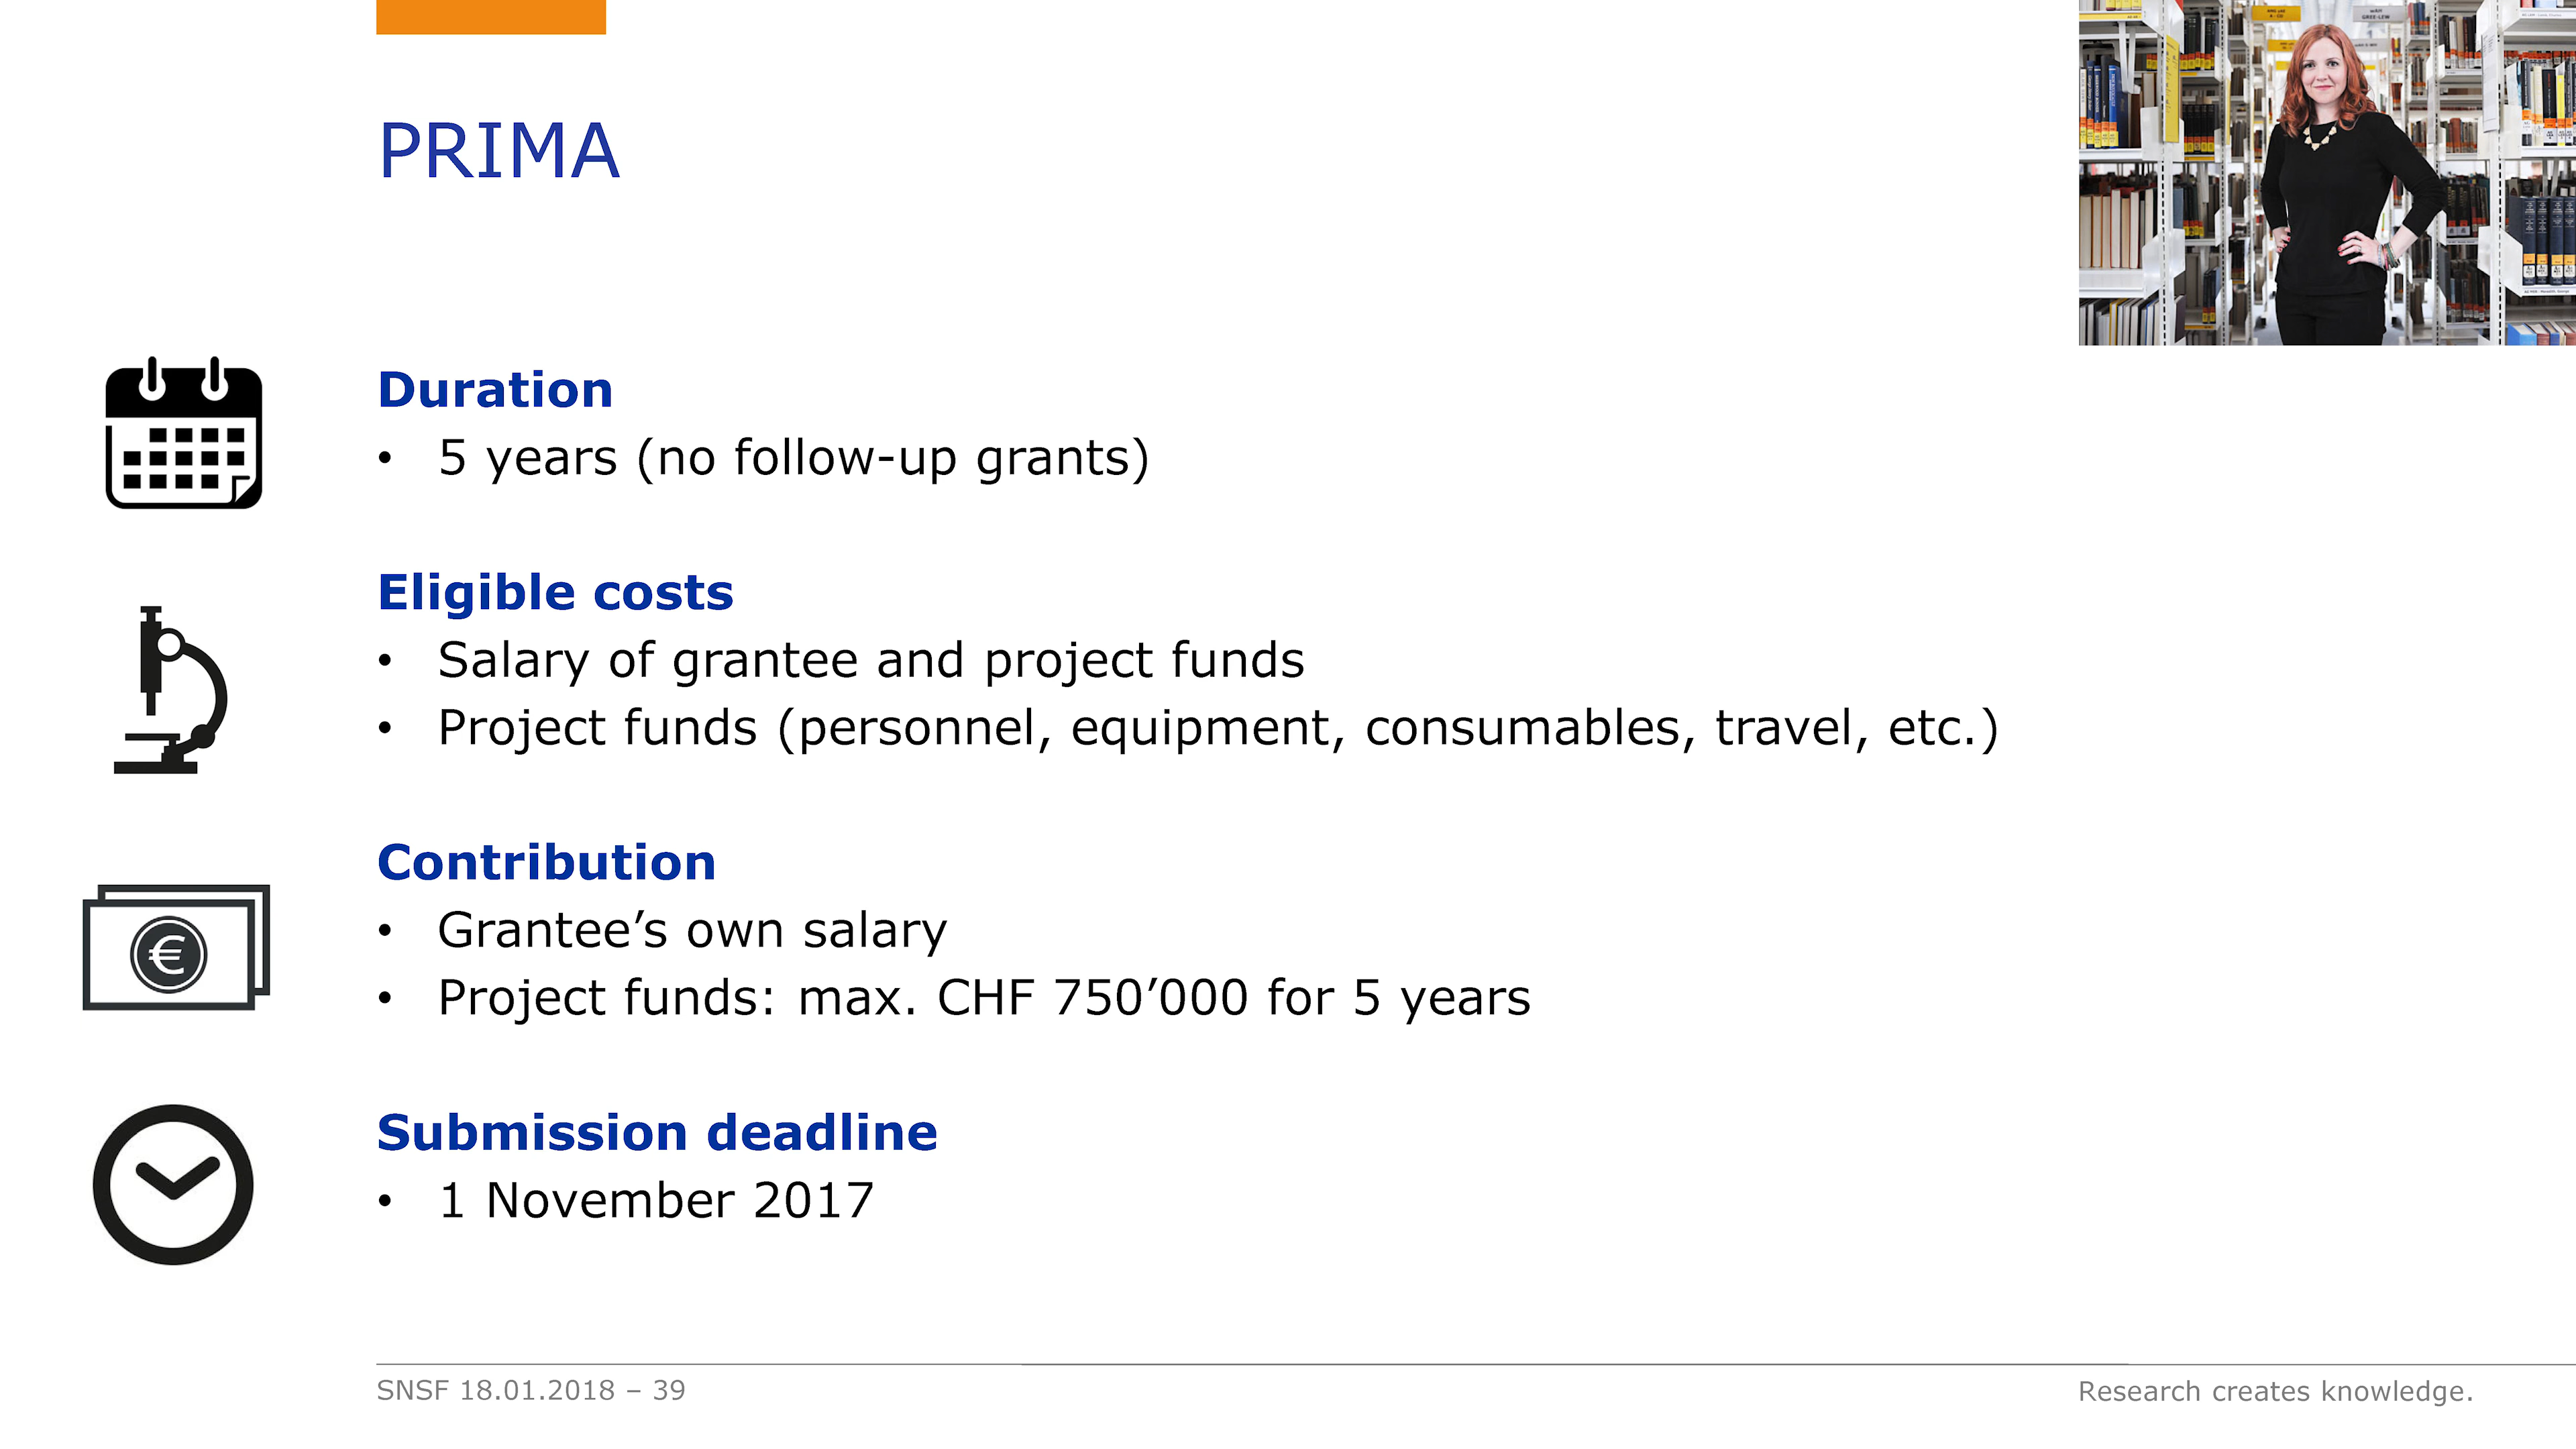 PRIMA
Duration
• 5 years (no follow-up grants)
Eligible costs
• Salary of grantee and project funds
• Project funds (personnel, equipment, consumables, travel, etc.)
Contribution
• Grantee’s own salary
• Project funds: max. CHF 750’000 for 5 years
Submission deadline
• 1 November 2017
SNSF 18.01.2018 – 39
Research creates knowledge.